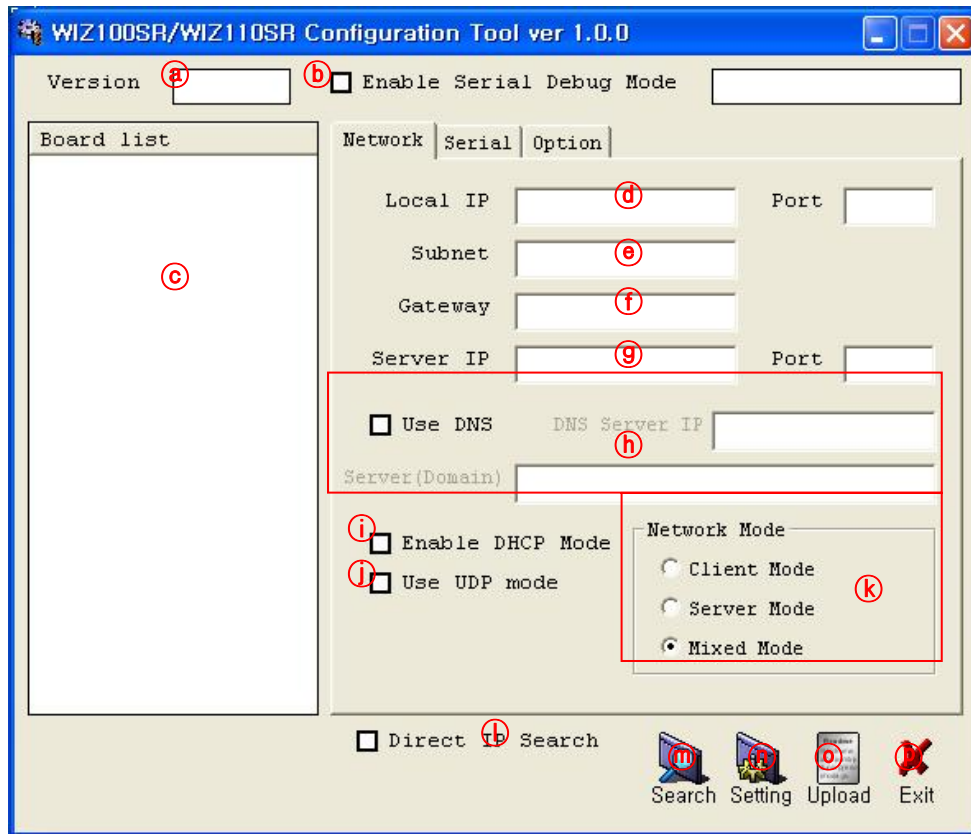 WIZ100SR/WIZ110SR Configuration Tool ver 1.0.0
Version ⓐ ⓑ Enable Serial Debug Mode
Board list
ⓒ
Network Serial Option
Local IP ⓓ Port
Subnet ⓔ
Gateway ⓕ
Server IP ⓖ Port
Use DNS DNS Server IP
ⓗ
Server(Domain)
ⓘ Enable DHCP Mode
ⓙ Use UDP mode
Network Mode
Client Mode
ⓚ
Server Mode
Mixed Mode
Direct IP Search ⓛ
ⓜ ⓝ ⓞ ⓟ
Search Setting Upload Exit